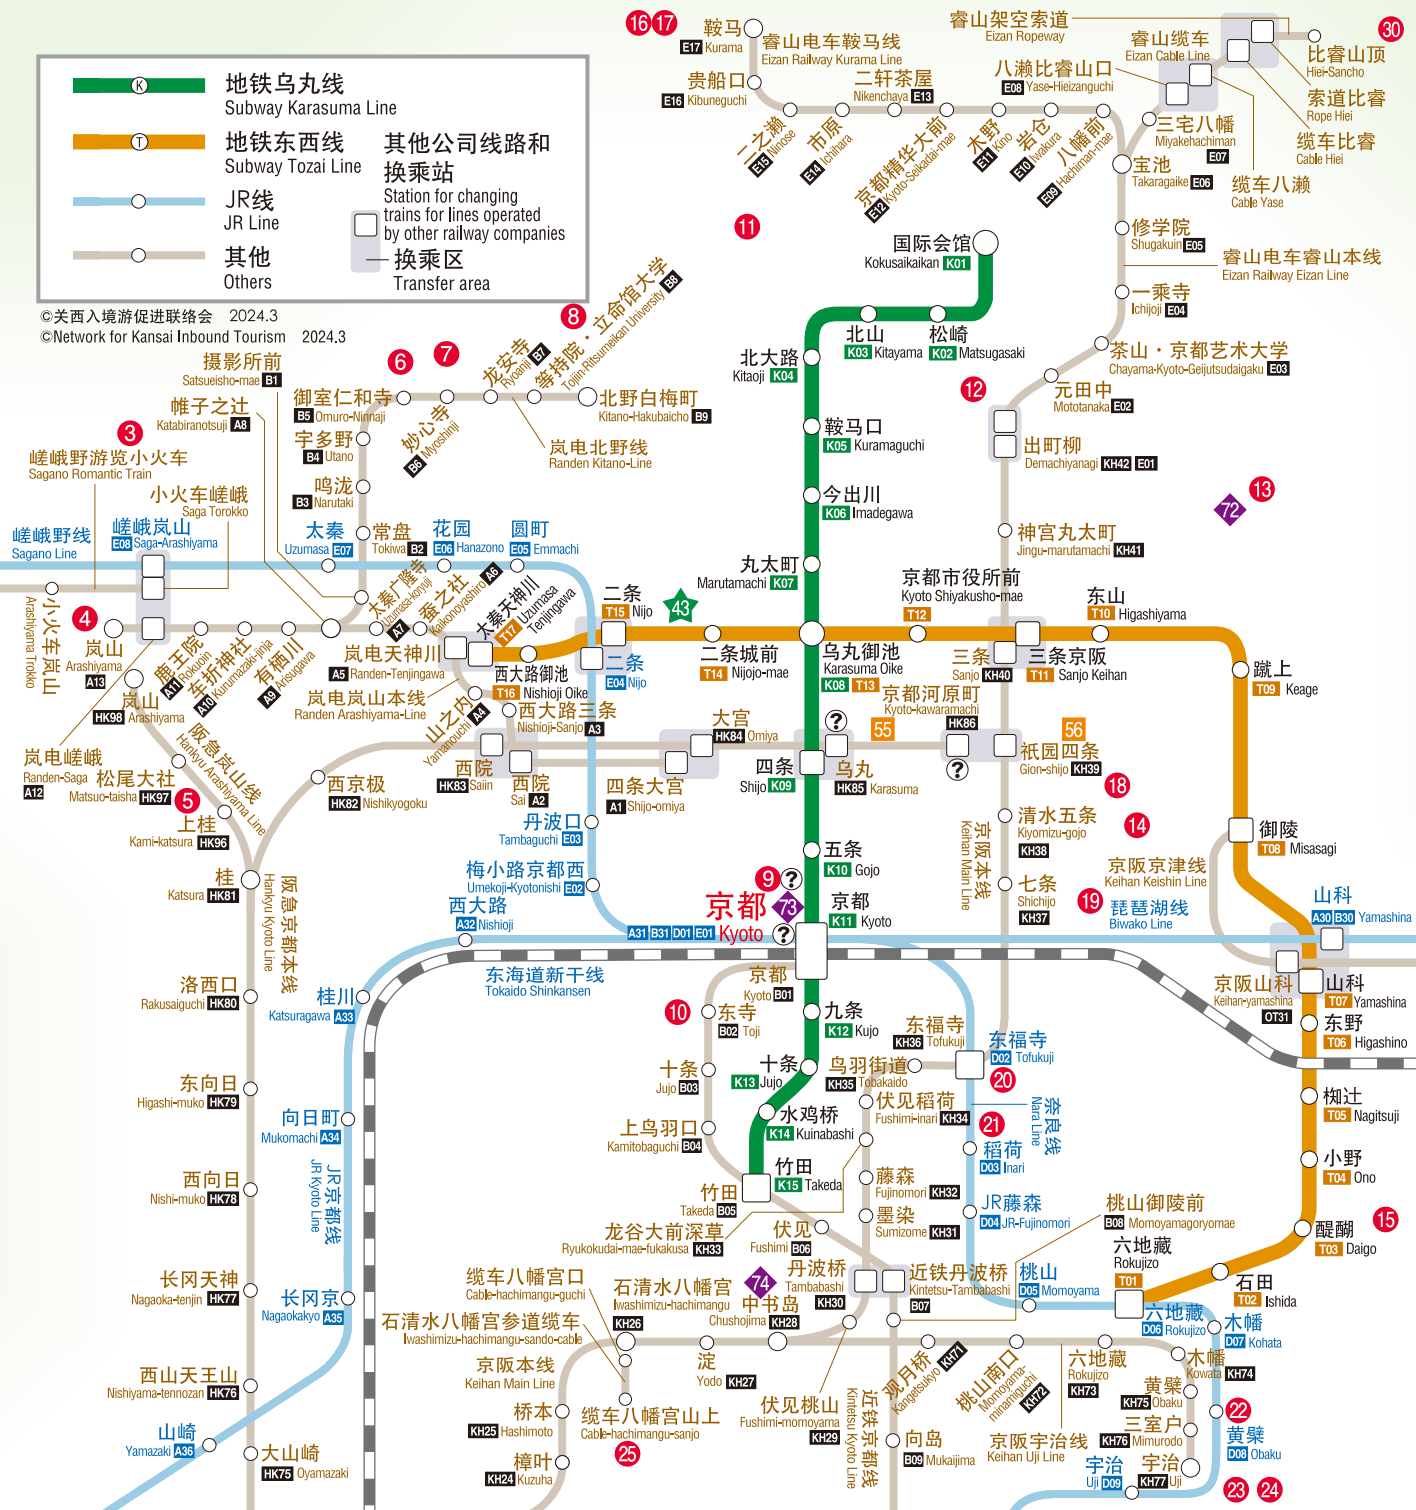 K
地铁乌丸线
Subway Karasuma Line
T
地铁东西线
Subway Tozai Line
JR线
JR Line
其他
Others
其他公司线路和
换乘站
Station for changing
trains for lines operated
by other railway companies
换乘区
Transfer area
©关西入境游促进联络会 2024.3
©Network for Kansai Inbound Tourism 2024.3
16 17
鞍马
E17 Kurama
睿山电车鞍马线
Eizan Railway Kurama Line
贵船口
E16 Kibuneguchi
二之濑
E15 Ninose
市原
E14 Ichihara
二轩茶屋
Nikenchaya E13
京都精华大前
E12 Kyoto-Seikadai-mae
木野
E11 Kino
岩仓
E10 Iwakura
八幡前
E09 Hachiman-mae
八濑比睿山口
E08 Yase-Hieizanguchi
睿山架空索道
Eizan Ropeway
睿山缆车
Eizan Cable Line
30
比睿山顶
Hiei-Sancho
索道比睿
Rope Hiei
缆车比睿
Cable Hiei
缆车八濑
Cable Yase
三宅八幡
Miyakehachiman
E07
宝池
Takaragaike E06
修学院
Shugakuin E05
睿山电车睿山本线
Eizan Railway Eizan Line
一乘寺
Ichijoji E04
茶山·京都艺术大学
Chayama-Kyoto-Geijutsudaigaku E03
元田中
Mototanaka E02
12
出町柳
Demachiyanagi KH42 E01
13
72
神宫丸太町
Jingu-marutamachi KH41
11
国际会馆
Kokusaikaikan K01
松崎
K02 Matsugasaki
北山
K03 Kitayama
北大路
Kitaoji K04
鞍马口
K05 Kuramaguchi
今出川
K06 Imadegawa
丸太町
Marutamachi K07
摄影所前
Satsueisho-mae B1
帷子之辻
Katabiranotsuji A8
御室仁和寺
B5 Omuro-Ninnaji
6
7
8
妙心寺
B6 Myoshinji
龙安寺
Ryoanji B7
等持院·立命馆大学
Tojiin-Ritsumeikan University B8
北野白梅町
Kitano-Hakubaicho B9
岚电北野线
Randen Kitano-Line
宇多野
B4 Utano
鸣泷
B3 Narutaki
常盘
Tokiwa B2
3
嵯峨野游览小火车
Sagano Romantic Train
小火车嵯峨
Saga Torokko
嵯峨野线
Sagano Line
嵯峨岚山
E08 Saga-Arashiyama
太秦
Uzumasa E07
花园
E06 Hanazono
圆町
E05 Emmachi
小火车岚山
Arashiyama Trokko
4
岚山
Arashiyama
A13
岚山
HK98 Arashiyama
鹿王院
A11 Rokuoin
车折神社
A10 Kurumazaki-jinja
有栖川
A9 Arisugawa
太秦广隆寺
Uzumasa-koryuji
A7
蚕之社
Kaikonoyashiro A6
岚电天神川
A5 Randen-Tenjingawa
太秦天神川
T17 Uzumasa
Tenjingawa
西大路御池
T16 Nishioji Oike
二条
T15 Nijo
二条
E04 Nijo
43
二条城前
T14 Nijojo-mae
乌丸御池
Karasuma Oike
K08 T13
京都市役所前
Kyoto Shiyakusho-mae
T12
三条
Sanjo KH40
三条京阪
T11 Sanjo Keihan
东山
T10 Higashiyama
蹴上
T09 Keage
岚电嵯峨
Randen-Saga
A12
岚电岚山本线
Randen Arashiyama-Line
山之内
Yamanouchi A4
西大路三条
Nishioji-Sanjo A3
松尾大社
Matsuo-taisha HK97
阪急岚山线
Hankyu Arashiyama Line
5
上桂
Kami-katsura HK96
西京极
HK82 Nishikyogoku
西院
HK83 Saiin
西院
Sai A2
大宫
HK84 Omiya
四条大宫
A1 Shijo-omiya
四条
Shijo K09
?
55
乌丸
HK85 Karasuma
京都河原町
Kyoto-kawaramachi
HK86
?
56
祇园四条
Gion-shijo KH39
18
清水五条
Kiyomizu-gojo
KH38
14
京阪本线
Keihan Main Line
七条
Shichijo
KH37
京阪京津线
Keihan Keishin Line
御陵
T08 Misasagi
桂
Katsura HK81
阪急京都本线
Hankyu Kyoto Line
丹波口
Tambaguchi E03
梅小路京都西
Umekoji-Kyotonishi E02
西大路
A32 Nishioji
五条
K10 Gojo
9 ?
京都 73
A31 B31 D01 E01 Kyoto ?
京都
K11 Kyoto
19
琵琶湖线
Biwako Line
山科
A30 B30 Yamashina
京阪山科
Keihan-yamashina
OT31
山科
T07 Yamashina
东海道新干线
Tokaido Shinkansen
洛西口
Rakusaiguchi HK80
桂川
Katsuragawa A33
京都
Kyoto B01
10
东寺
B02 Toji
九条
K12 Kujo
东福寺
KH36 Tofukuji
东福寺
D02 Tofukuji
20
东野
T06 Higashino
东向日
Higashi-muko HK79
向日町
Mukomachi A34
十条
Jujo B03
十条
K13 Jujo
鸟羽街道
KH35 Tobakaido
伏见稻荷
Fushimi-inari KH34
21
奈良线
Nara Line
稻荷
D03 Inari
椥辻
T05 Nagitsuji
上鸟羽口
Kamitobaguchi B04
水鸡桥
K14 Kuinabashi
西向日
Nishi-muko HK78
JR京都线
JR Kyoto Line
竹田
Takeda B05
竹田
K15 Takeda
藤森
Fujinomori KH32
墨染
Sumizome KH31
JR藤森
D04 JR-Fujinomori
小野
T04 Ono
龙谷大前深草
Ryukokudai-mae-fukakusa KH33
伏见
Fushimi B06
桃山御陵前
B08 Momoyamagoryomae
15
醍醐
T03 Daigo
长冈天神
Nagaoka-tenjin HK77
长冈京
Nagaokakyo A35
缆车八幡宫口
Cable-hachimangu-guchi
石清水八幡宫
Iwashimizu-hachimangu
KH26
74
中书岛
Chushojima KH28
丹波桥
Tambabashi
KH30
近铁丹波桥
Kintetsu-Tambabashi
B07
桃山
D05 Momoyama
六地藏
Rokujizo
T01
石田
T02 Ishida
六地藏
D06 Rokujizo
木幡
D07 Kohata
石清水八幡宫参道缆车
Iwashimizu-hachimangu-sando-cable
京阪本线
Keihan Main Line
淀
Yodo KH27
西山天王山
Nishiyama-tennozan HK76
桥本
KH25 Hashimoto
缆车八幡宫山上
Cable-hachimangu-sanjo
25
伏见桃山
Fushimi-momoyama
KH29
近铁京都线
Kintetsu Kyoto Line
观月桥
Kangetsukyo KH71
桃山南口
Momoyama-
minamiguchi KH72
六地藏
Rokujizo
KH73
木幡
Kowata KH74
黄檗
KH75 Obaku
22
黄檗
D08 Obaku
三室户
KH76 Mimurodo
山崎
Yamazaki A36
大山崎
HK75 Oyamazaki
樟叶
KH24 Kuzuha
向岛
B09 Mukaijima
京阪宇治线
Keihan Uji Line
宇治
Uji D09
宇治
KH77 Uji
23 24